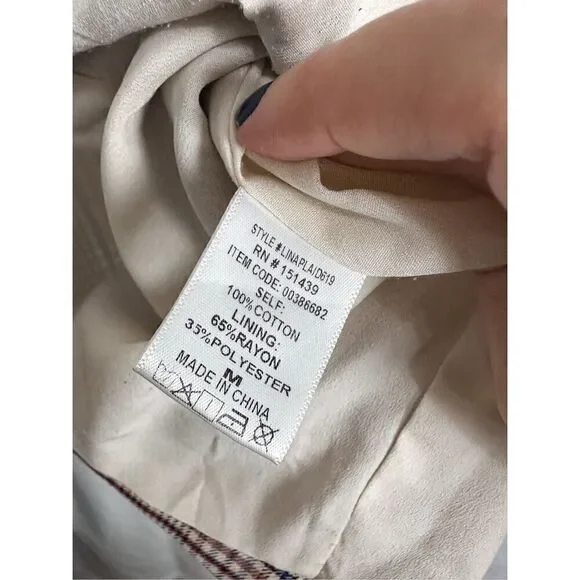 STYLE #LINAPLAID619
RN # 151439
ITEM CODE: 00386682
SELF:
100%COTTON
LINING:
65%RAYON
35%POLYESTER
M
MADE IN CHINA